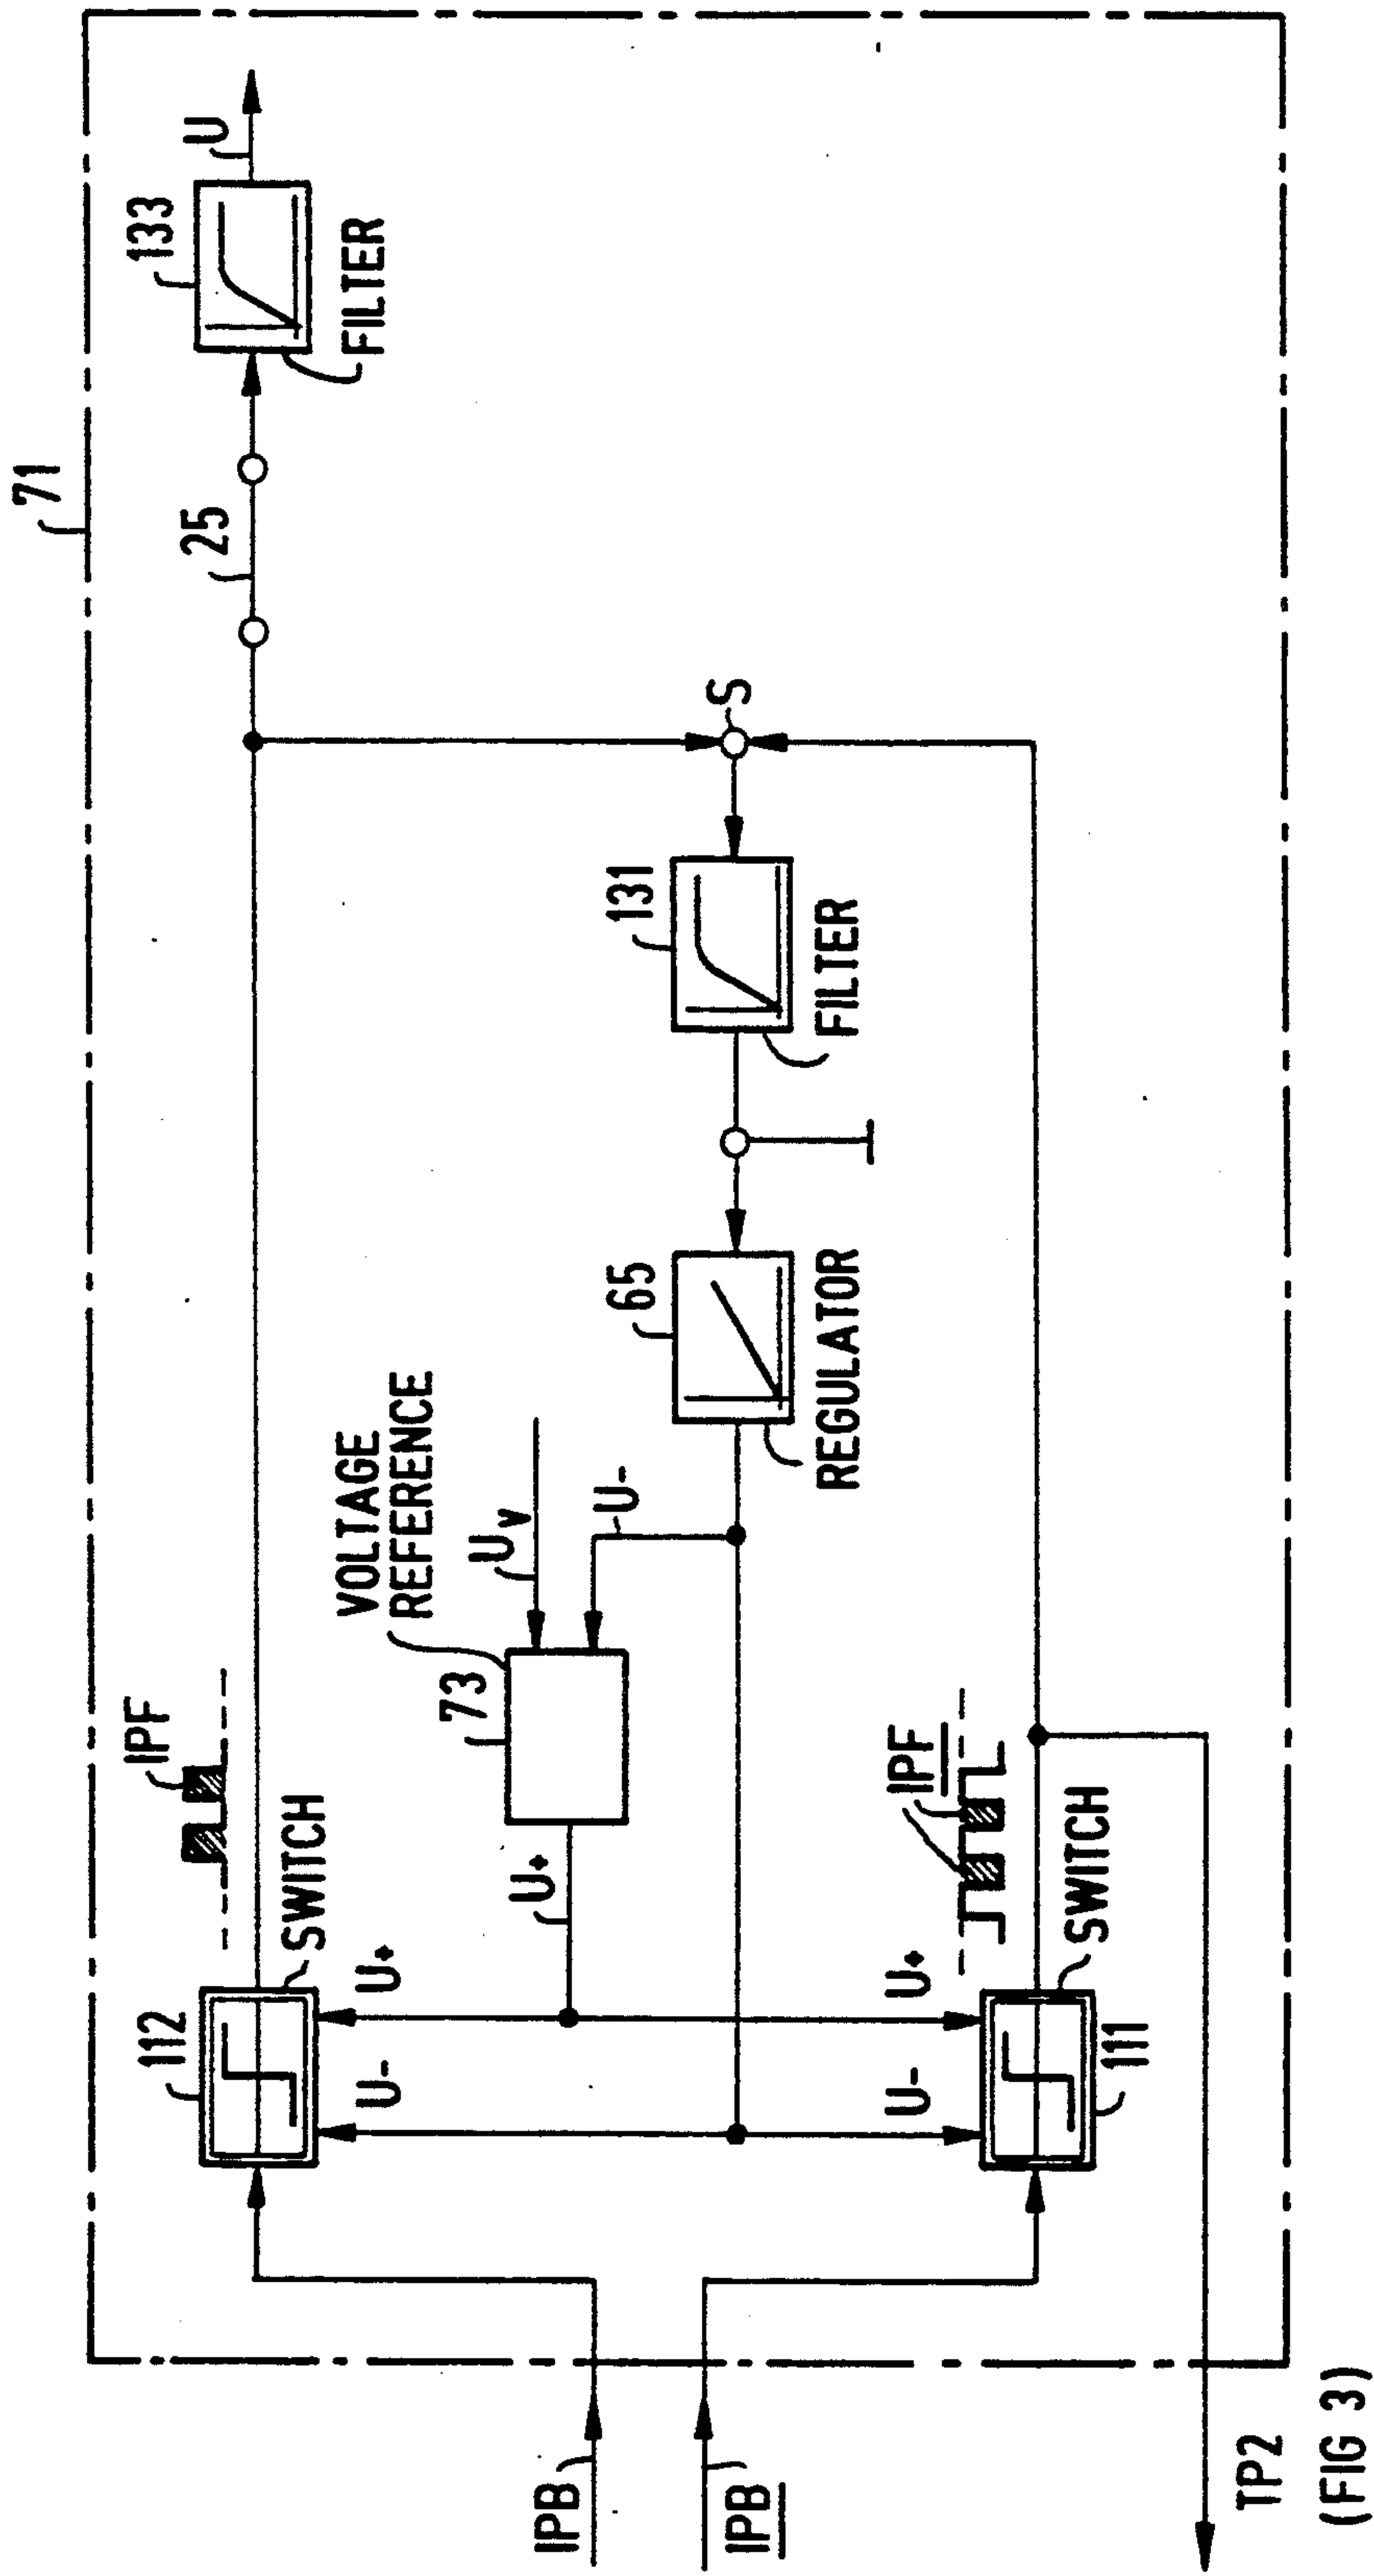 71
IPB
IPB
112
SWITCH
IPF
U-
U+
U+
73
VOLTAGE
REFERENCE
Uv
U-
65
REGULATOR
131
FILTER
S
25
133
FILTER
U
U-
U+
111
SWITCH
IPF
TP2
(FIG 3)